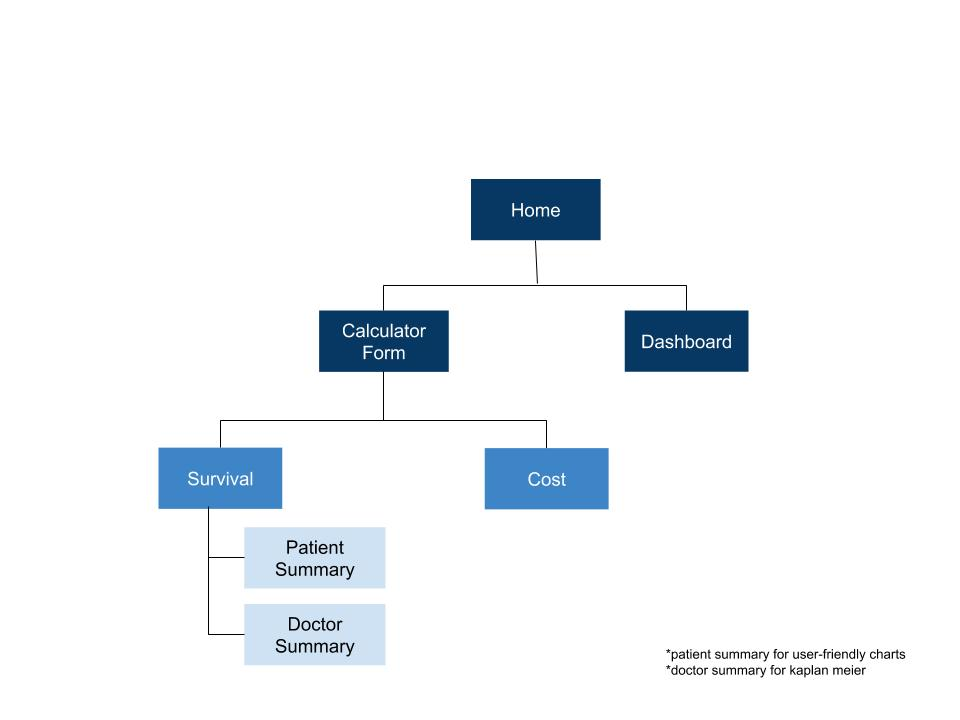 Home
Calculator
Form
Dashboard
Survival
Cost
Patient
Summary
Doctor
Summary
*patient summary for user-friendly charts
*doctor summary for kaplan meier